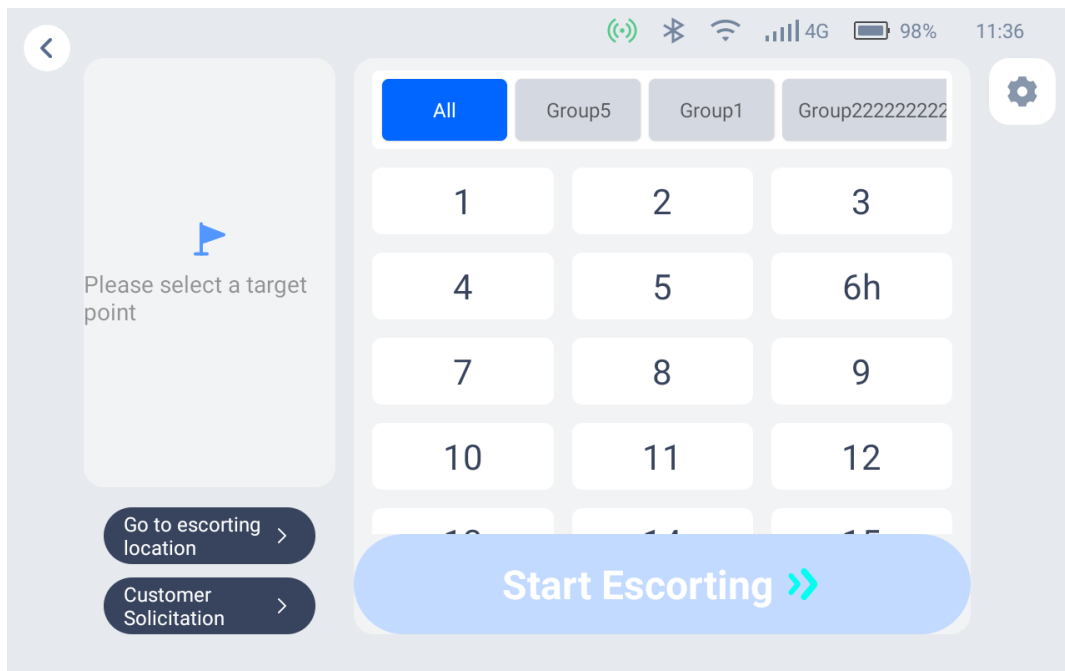 4G 98% 11:36
All Group5 Group1 Group222222222
1 2 3
Please select a target
point
4 5 6h
7 8 9
10 11 12
Go to escorting
location
Start Escorting
Customer
Solicitation